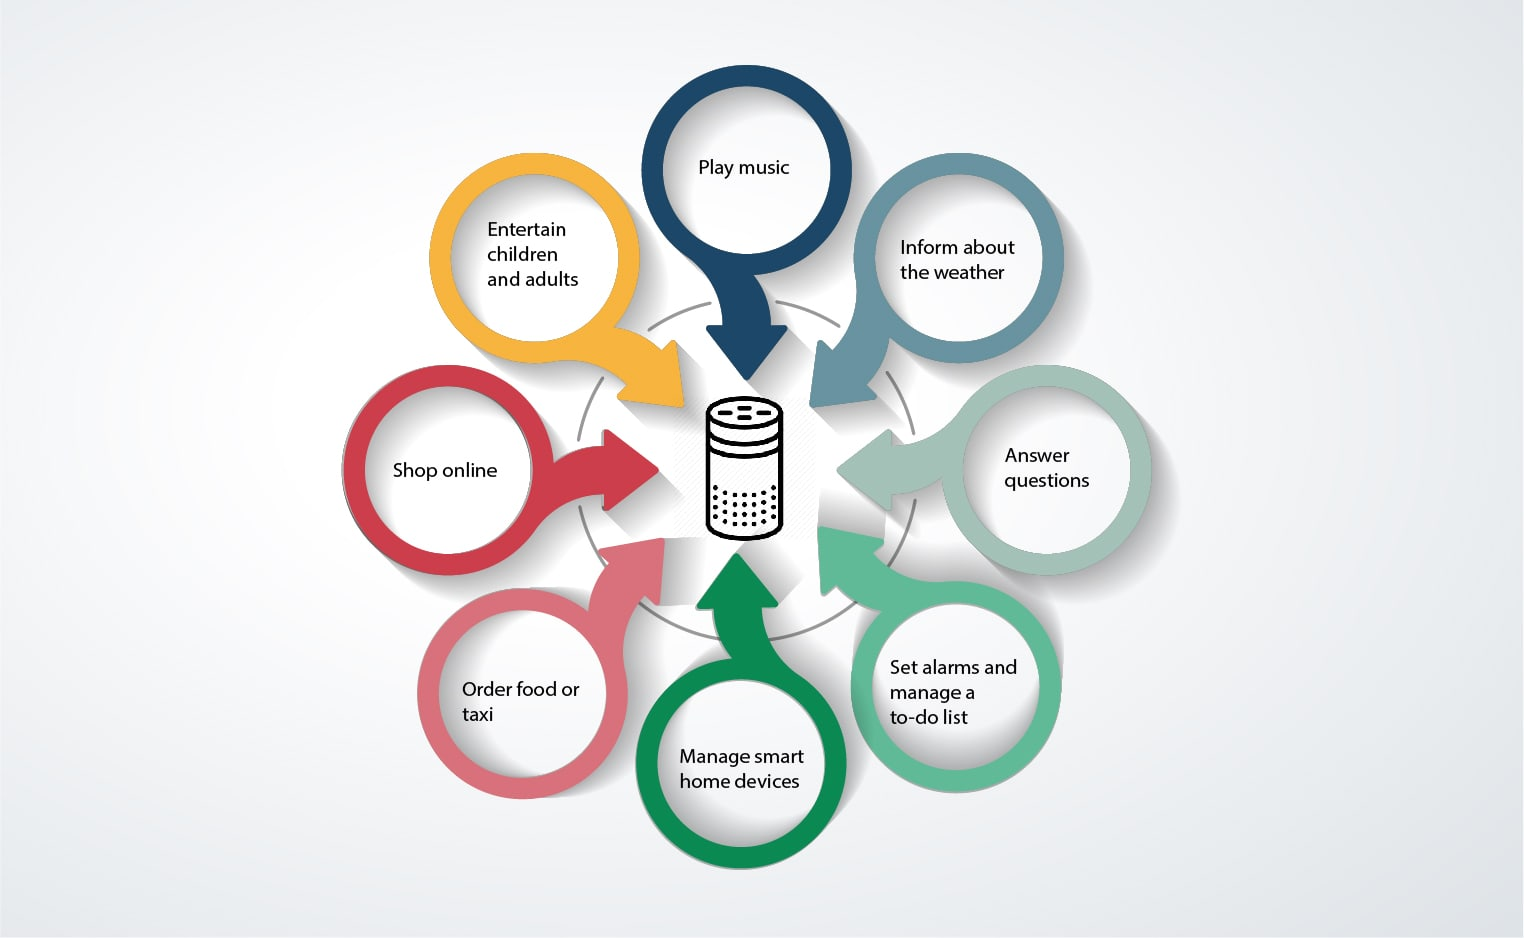 Play music
Inform about
the weather
Answer
questions
Set alarms and
manage a
to-do list
Manage smart
home devices
Order food or
taxi
Shop online
Entertain
children
and adults